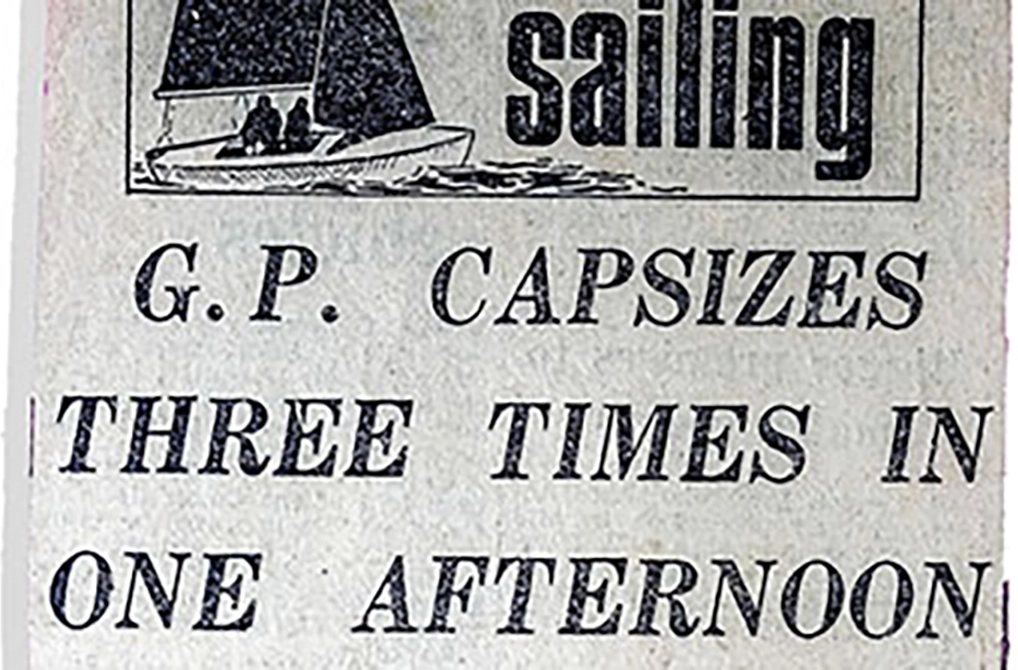 sailing
G. P. CAPSIZES
THREE TIMES IN
ONE AFTERNOON